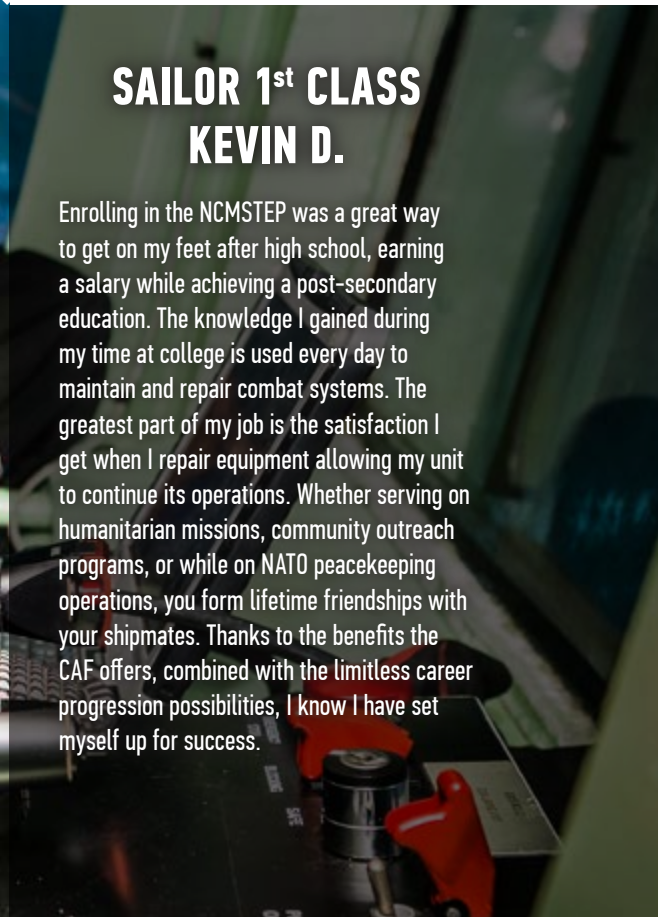 SAILOR 1st CLASS
KEVIN D.
Enrolling in the NCMSTEP was a great way
to get on my feet after high school, earning
a salary while achieving a post-secondary
education. The knowledge I gained during
my time at college is used every day to
maintain and repair combat systems. The
greatest part of my job is the satisfaction I
get when I repair equipment allowing my unit
to continue its operations. Whether serving on
humanitarian missions, community outreach
programs, or while on NATO peacekeeping
operations, you form lifetime friendships with
your shipmates. Thanks to the benefits the
CAF offers, combined with the limitless career
progression possibilities, I know I have set
myself up for success.
SAFE